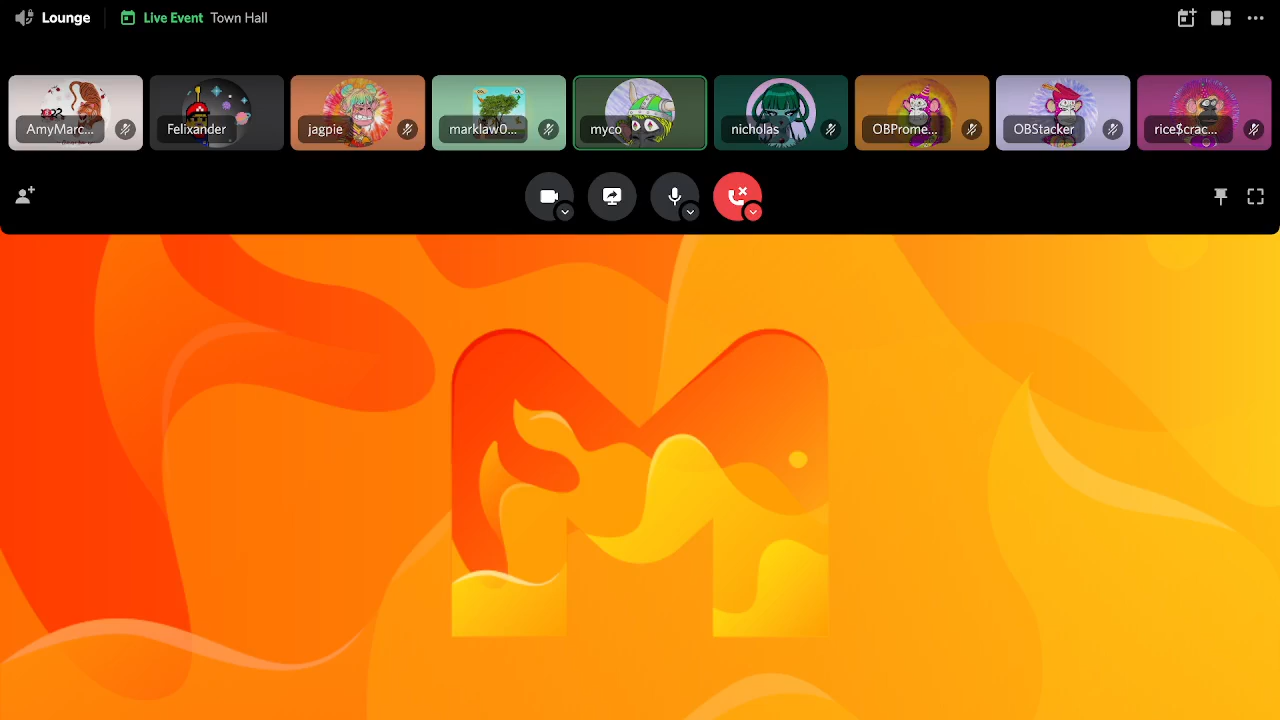 Lounge
Live Event Town Hall
AmyMarc...
Felixander
jagpie
marklaw0...
myco
nicholas
OBProme...
OBStacker
rice$crac...
M